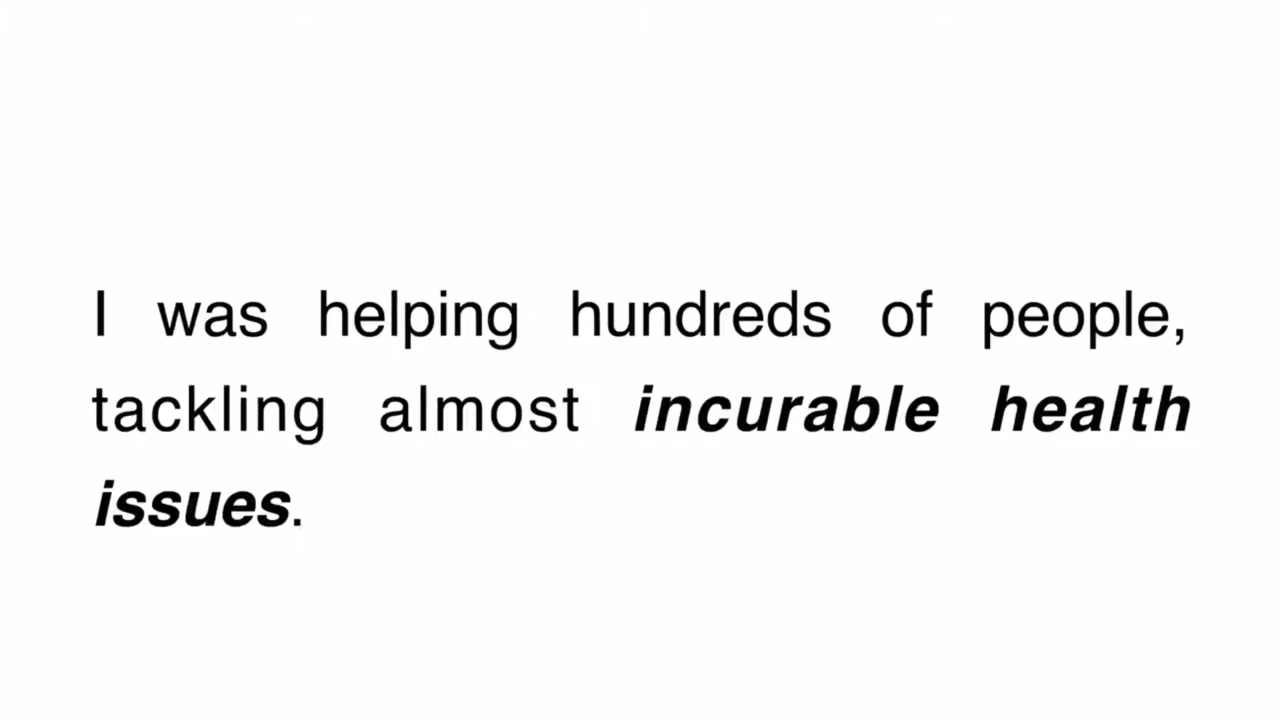 I was helping hundreds of people,
tackling almost incurable health
issues.